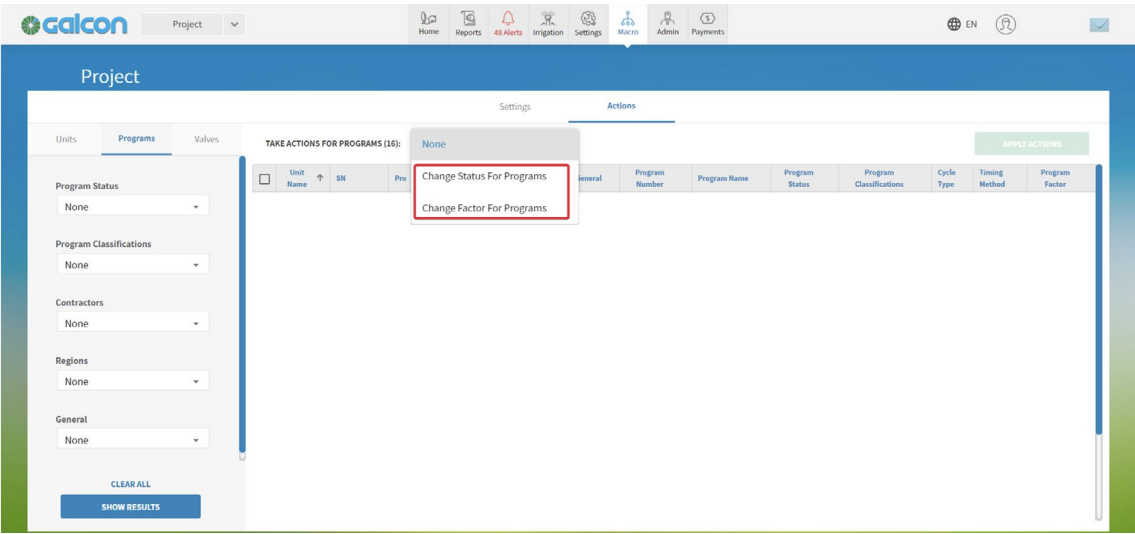 Galcon
Project
Home
Reports
48 Alerts
Irrigation
Settings
Macro
Admin
Payments
EN
Project
Settings
Actions
Units
Programs
Valves
Program Status
None
Program Classifications
None
Contractors
None
Regions
None
General
None
CLEAR ALL
SHOW RESULTS
TAKE ACTIONS FOR PROGRAMS (16):
None
Change Status For Programs
Change Factor For Programs
APPLY ACTIONS
Unit
Name
SN
Pro
General
Program
Number
Program Name
Program
Status
Program
Classifications
Cycle
Type
Timing
Method
Program
Factor